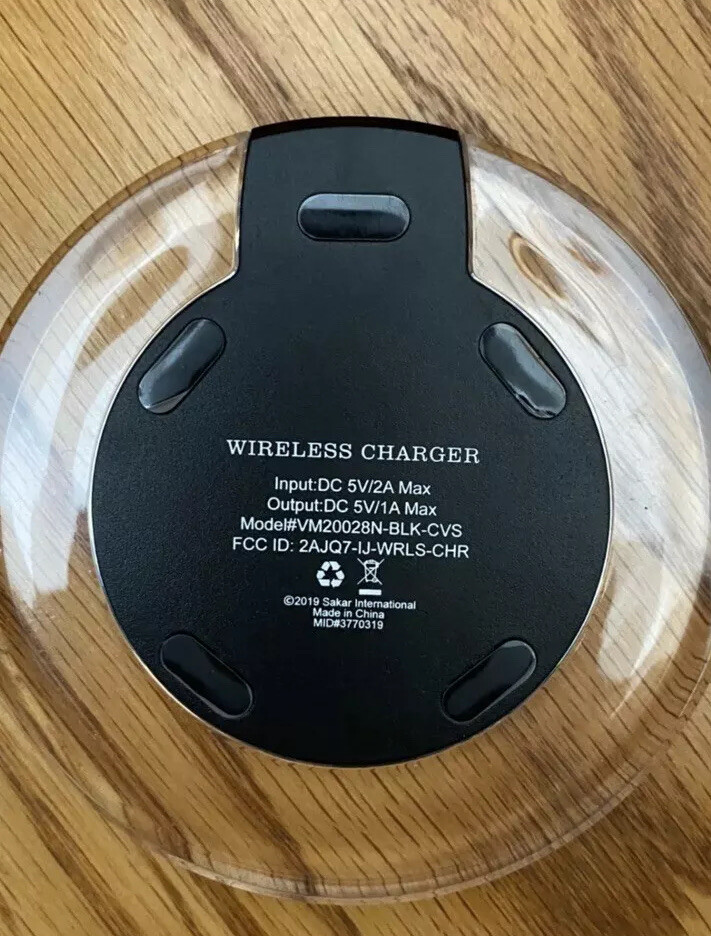 WIRELESS CHARGER
Input:DC 5V/2A Max
Output:DC 5V/1A Max
Model#VM20028N-BLK-CVS
FCC ID: 2AJQ7-IJ-WRLS-CHR
©2019 Sakar International
Made in China
MID#3770319